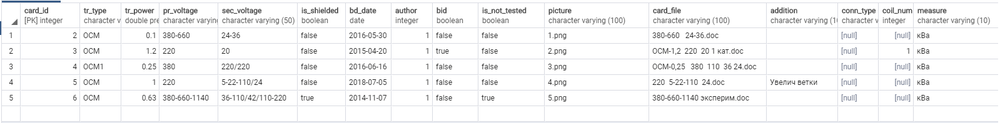 card_id tr_type tr_power pr_voltage sec_voltage is_shielded bd_date author bid is_not_tested picture card_file addition conn_type coil_num measure
[PK] integer character v double pre character varying character varying (50) boolean date integer boolean boolean character varying (100) character varying (100) character varying (10 character v integer character varying (10)
1 2 ОСМ 0.1 380-660 24-36 false 2016-05-30 1 false false 1.png 380-660 24-36.doc [null] [null] кВа
2 3 ОСМ 1.2 220 20 false 2015-04-20 1 true false 2.png ОСМ-1,2 220 20 1 кат.doc [null] 1 кВа
3 4 ОСМ1 0.25 380 220/220 false 2016-06-16 1 false false 3.png ОСМ-0,25 380 110 36 24.doc [null] [null] кВа
4 5 ОСМ 1 220 5-22-110/24 false 2018-07-05 1 false false 4.png 220 5-22-110 24.doc Увелич ветки [null] [null] кВа
5 6 ОСМ 0.63 380-660-1140 36-110/42/110-220 true 2014-11-07 1 false true 5.png 380-660-1140 эксперим.doc [null] [null] кВа